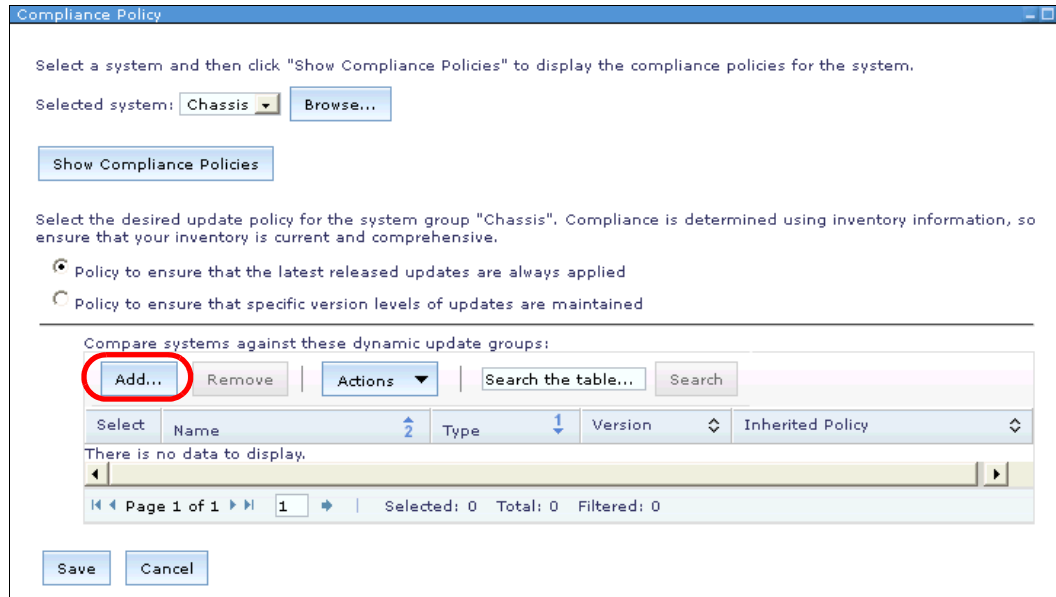 Compliance Policy
Select a system and then click "Show Compliance Policies" to display the compliance policies for the system.
Selected system: Chassis Browse...
Show Compliance Policies
Select the desired update policy for the system group "Chassis". Compliance is determined using inventory information, so
ensure that your inventory is current and comprehensive.
Policy to ensure that the latest released updates are always applied
Policy to ensure that specific version levels of updates are maintained
Compare systems against these dynamic update groups:
Add... Remove Actions Search the table... Search
Select Name 2 Type 1 Version Inherited Policy
There is no data to display.
Page 1 of 1 1 Selected: 0 Total: 0 Filtered: 0
Save Cancel